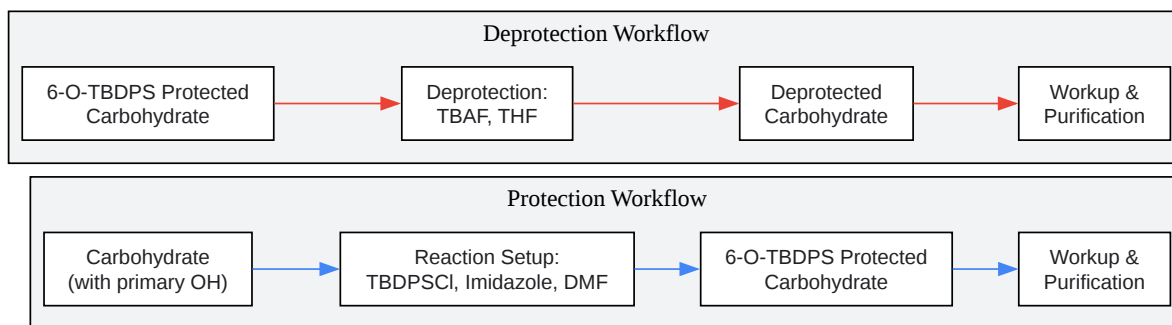 Deprotection Workflow
6-O-TBDPS Protected
Carbohydrate
Deprotection:
TBAF, THF
Deprotected
Carbohydrate
Workup &
Purification
Protection Workflow
Carbohydrate
(with primary OH)
Reaction Setup:
TBDPSCl, Imidazole, DMF
6-O-TBDPS Protected
Carbohydrate
Workup &
Purification